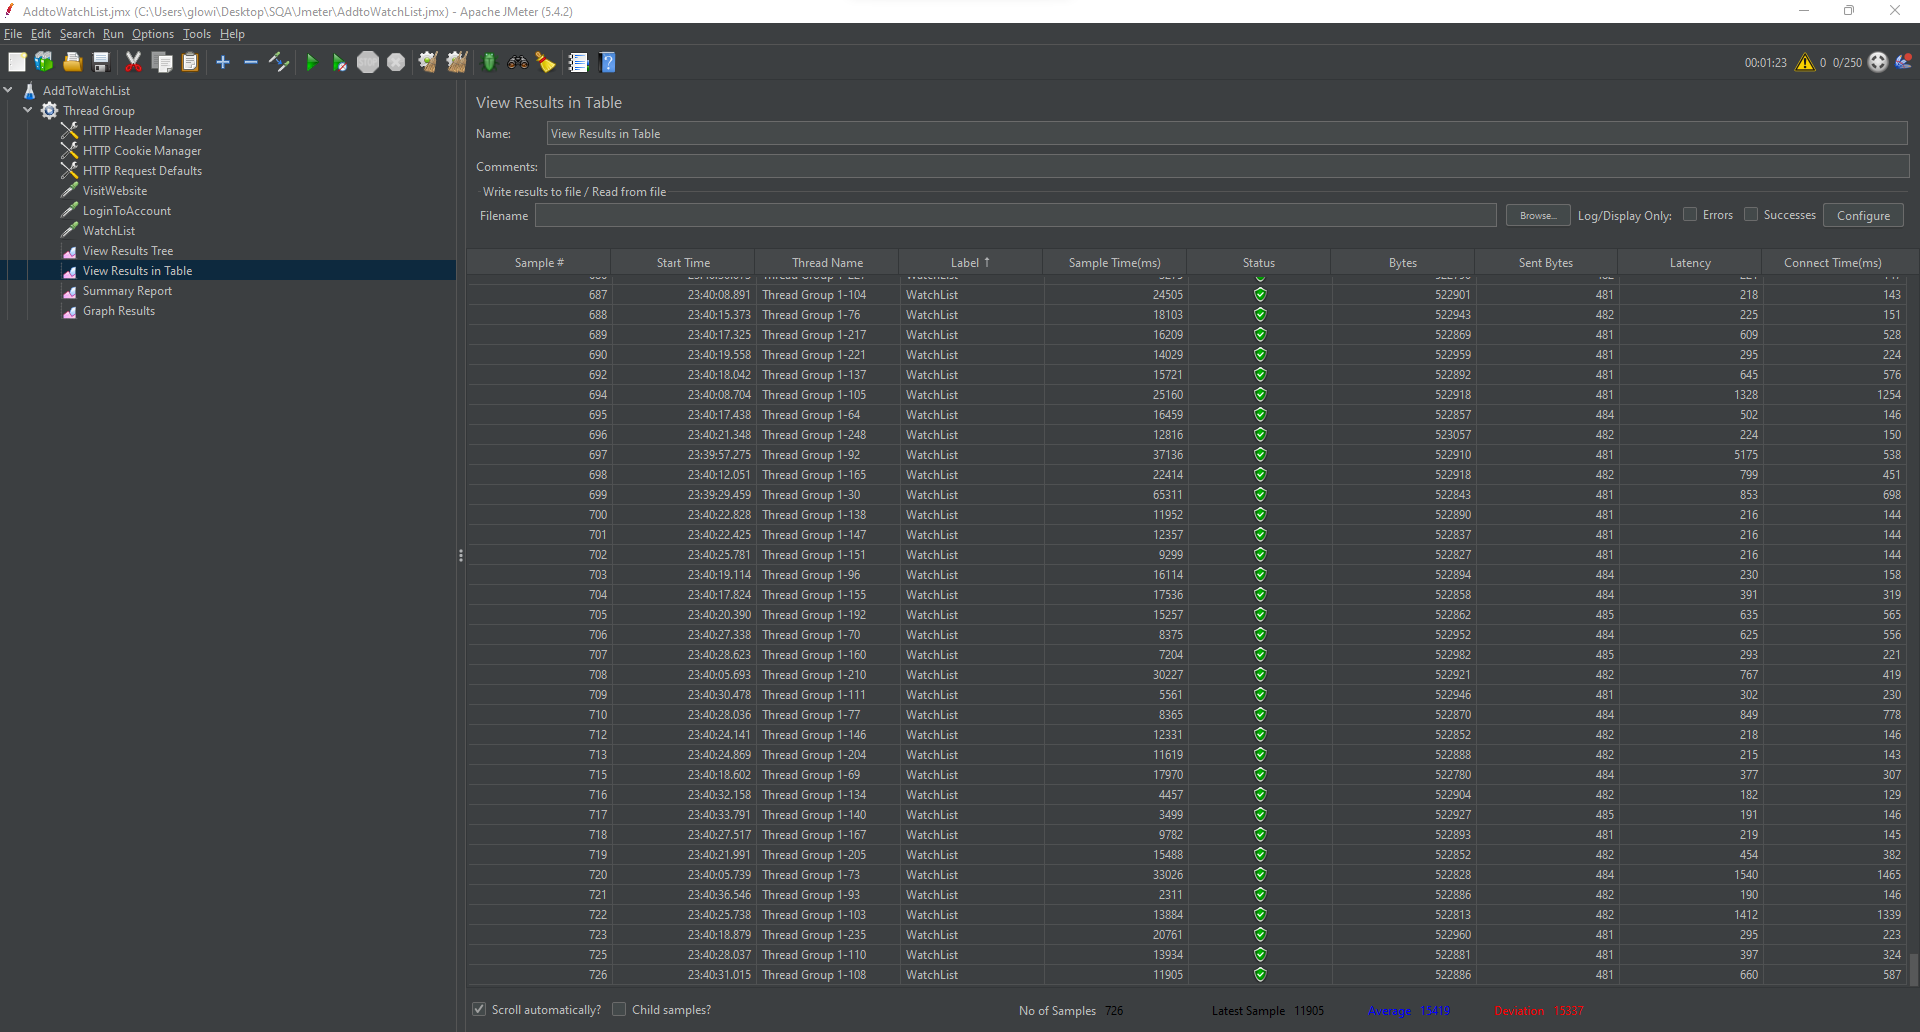 AddtoWatchList.jmx (C:\Users\glowi\Desktop\SQA\Jmeter\AddtoWatchList.jmx) - Apache JMeter (5.4.2)
File Edit Search Run Options Tools Help
00:01:23 0 0/250
AddToWatchList
Thread Group
HTTP Header Manager
HTTP Cookie Manager
HTTP Request Defaults
VisitWebsite
LoginToAccount
WatchList
View Results Tree
View Results in Table
Summary Report
Graph Results
View Results in Table
Name: View Results in Table
Comments:
Write results to file / Read from file
Filename Browse... Log/Display Only: Errors Successes Configure
Sample # Start Time Thread Name Label ↑ Sample Time(ms) Status Bytes Sent Bytes Latency Connect Time(ms)
687 23:40:08.891 Thread Group 1-104 WatchList 24505 522901 481 218 143
688 23:40:15.373 Thread Group 1-76 WatchList 18103 522943 482 225 151
689 23:40:17.325 Thread Group 1-217 WatchList 16209 522869 481 609 528
690 23:40:19.558 Thread Group 1-221 WatchList 14029 522959 481 295 224
692 23:40:18.042 Thread Group 1-137 WatchList 15721 522892 481 645 576
694 23:40:08.704 Thread Group 1-105 WatchList 25160 522918 481 1328 1254
695 23:40:17.438 Thread Group 1-64 WatchList 16459 522857 484 502 146
696 23:40:21.348 Thread Group 1-248 WatchList 12816 523057 482 224 150
697 23:39:57.275 Thread Group 1-92 WatchList 37136 522910 481 5175 538
698 23:40:12.051 Thread Group 1-165 WatchList 22414 522918 482 799 451
699 23:39:29.459 Thread Group 1-30 WatchList 65311 522843 481 853 698
700 23:40:22.828 Thread Group 1-138 WatchList 11952 522890 481 216 144
701 23:40:22.425 Thread Group 1-147 WatchList 12357 522837 481 216 144
702 23:40:25.781 Thread Group 1-151 WatchList 9299 522827 481 216 144
703 23:40:19.114 Thread Group 1-96 WatchList 16114 522894 484 230 158
704 23:40:17.824 Thread Group 1-155 WatchList 17536 522858 484 391 319
705 23:40:20.390 Thread Group 1-192 WatchList 15257 522862 485 635 565
706 23:40:27.338 Thread Group 1-70 WatchList 8375 522952 484 625 556
707 23:40:28.623 Thread Group 1-160 WatchList 7204 522982 485 293 221
708 23:40:05.693 Thread Group 1-210 WatchList 30227 522921 482 767 419
709 23:40:30.478 Thread Group 1-111 WatchList 5561 522946 481 302 230
710 23:40:28.036 Thread Group 1-77 WatchList 8365 522870 484 849 778
712 23:40:24.141 Thread Group 1-146 WatchList 12331 522852 482 218 146
713 23:40:24.869 Thread Group 1-204 WatchList 11619 522888 482 215 143
715 23:40:18.602 Thread Group 1-69 WatchList 17970 522780 484 377 307
716 23:40:32.158 Thread Group 1-134 WatchList 4457 522904 482 182 129
717 23:40:33.791 Thread Group 1-140 WatchList 3499 522927 485 191 146
718 23:40:27.517 Thread Group 1-167 WatchList 9782 522893 481 219 145
719 23:40:21.991 Thread Group 1-205 WatchList 15488 522852 482 454 382
720 23:40:05.739 Thread Group 1-73 WatchList 33026 522828 484 1540 1465
721 23:40:36.546 Thread Group 1-93 WatchList 2311 522886 482 190 146
722 23:40:25.738 Thread Group 1-103 WatchList 13884 522813 482 1412 1339
723 23:40:18.879 Thread Group 1-235 WatchList 20761 522960 481 295 223
725 23:40:28.037 Thread Group 1-110 WatchList 13934 522881 481 397 324
726 23:40:31.015 Thread Group 1-108 WatchList 11905 522886 481 660 587
Scroll automatically? Child samples? No of Samples 726 Latest Sample 11905 Average 15419 Deviation 15337